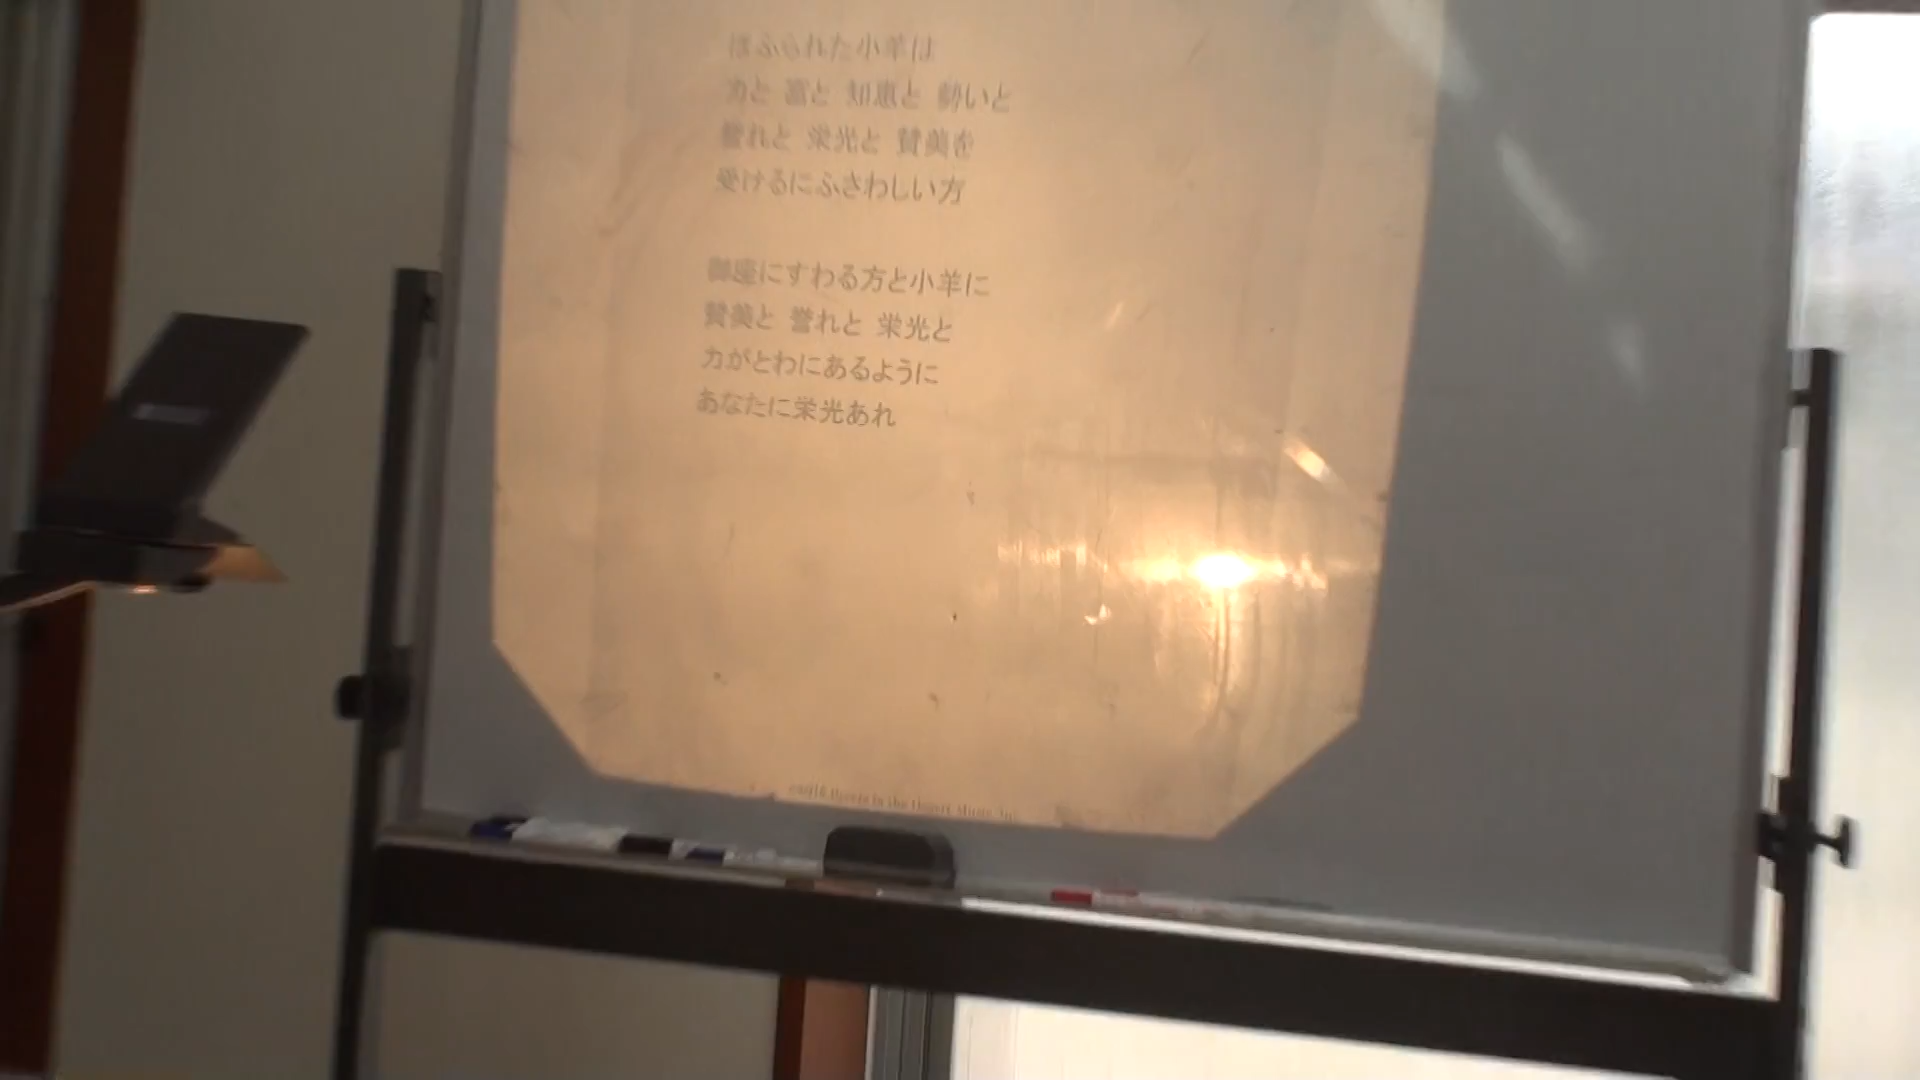 ほふられた小羊は
力と 富と 知恵と 勢いと
誉れと 栄光と 賛美を
受けるにふさわしい方
御座にすわる方と小羊に
賛美と 誉れと 栄光と
力がとわにあるように
あなたに栄光あれ
in the